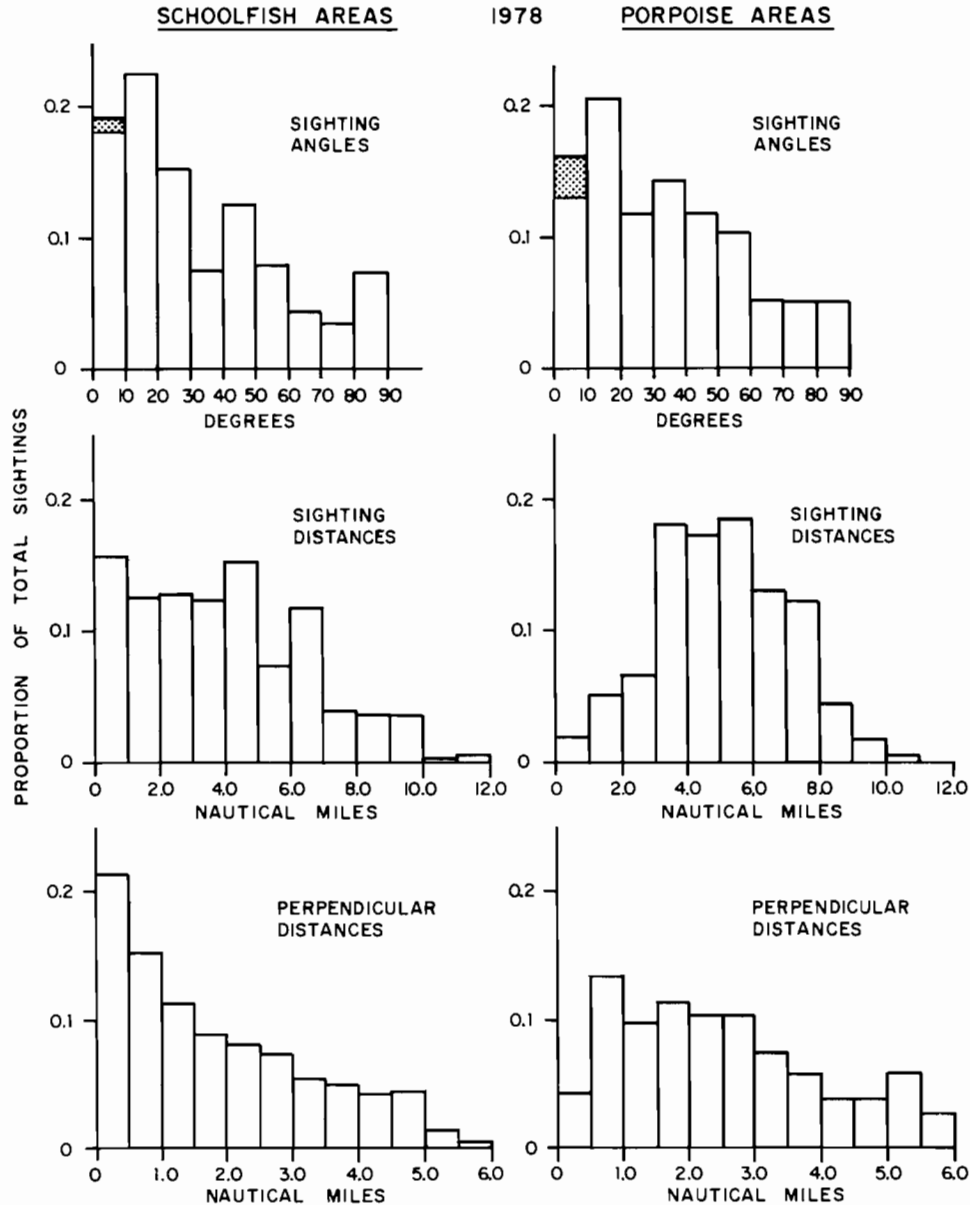 SCHOOLFISH AREAS 1978 PORPOISE AREAS
PROPORTION OF TOTAL SIGHTINGS
0.2
0.1
0
SIGHTING
ANGLES
0 10 20 30 40 50 60 70 80 90
DEGREES
0.2
0.1
0
SIGHTING
ANGLES
0 10 20 30 40 50 60 70 80 90
DEGREES
0.2
0.1
0
SIGHTING
DISTANCES
0 2.0 4.0 6.0 8.0 10.0 12.0
NAUTICAL MILES
0.2
0.1
0
SIGHTING
DISTANCES
0 2.0 4.0 6.0 8.0 10.0 12.0
NAUTICAL MILES
0.2
0.1
0
PERPENDICULAR
DISTANCES
0 1.0 2.0 3.0 4.0 5.0 6.0
NAUTICAL MILES
0.2
0.1
0
PERPENDICULAR
DISTANCES
0 1.0 2.0 3.0 4.0 5.0 6.0
NAUTICAL MILES